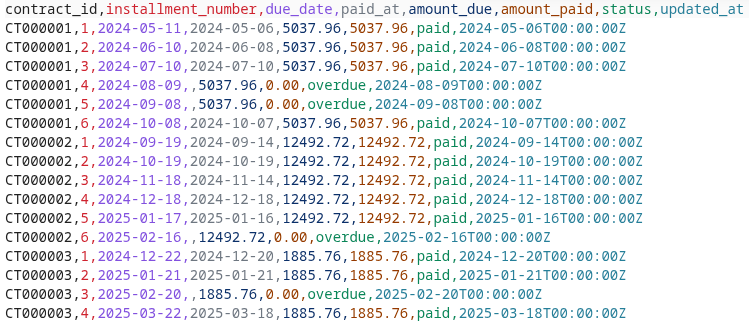 contract_id,installment_number,due_date,paid_at,amount_due,amount_paid,status,updated_at
CT000001,1,2024-05-11,2024-05-06,5037.96,5037.96,paid,2024-05-06T00:00:00Z
CT000001,2,2024-06-10,2024-06-08,5037.96,5037.96,paid,2024-06-08T00:00:00Z
CT000001,3,2024-07-10,2024-07-10,5037.96,5037.96,paid,2024-07-10T00:00:00Z
CT000001,4,2024-08-09,,5037.96,0.00,overdue,2024-08-09T00:00:00Z
CT000001,5,2024-09-08,,5037.96,0.00,overdue,2024-09-08T00:00:00Z
CT000001,6,2024-10-08,2024-10-07,5037.96,5037.96,paid,2024-10-07T00:00:00Z
CT000002,1,2024-09-19,2024-09-14,12492.72,12492.72,paid,2024-09-14T00:00:00Z
CT000002,2,2024-10-19,2024-10-19,12492.72,12492.72,paid,2024-10-19T00:00:00Z
CT000002,3,2024-11-18,2024-11-14,12492.72,12492.72,paid,2024-11-14T00:00:00Z
CT000002,4,2024-12-18,2024-12-18,12492.72,12492.72,paid,2024-12-18T00:00:00Z
CT000002,5,2025-01-17,2025-01-16,12492.72,12492.72,paid,2025-01-16T00:00:00Z
CT000002,6,2025-02-16,,12492.72,0.00,overdue,2025-02-16T00:00:00Z
CT000003,1,2024-12-22,2024-12-20,1885.76,1885.76,paid,2024-12-20T00:00:00Z
CT000003,2,2025-01-21,2025-01-21,1885.76,1885.76,paid,2025-01-21T00:00:00Z
CT000003,3,2025-02-20,,1885.76,0.00,overdue,2025-02-20T00:00:00Z
CT000003,4,2025-03-22,2025-03-18,1885.76,1885.76,paid,2025-03-18T00:00:00Z